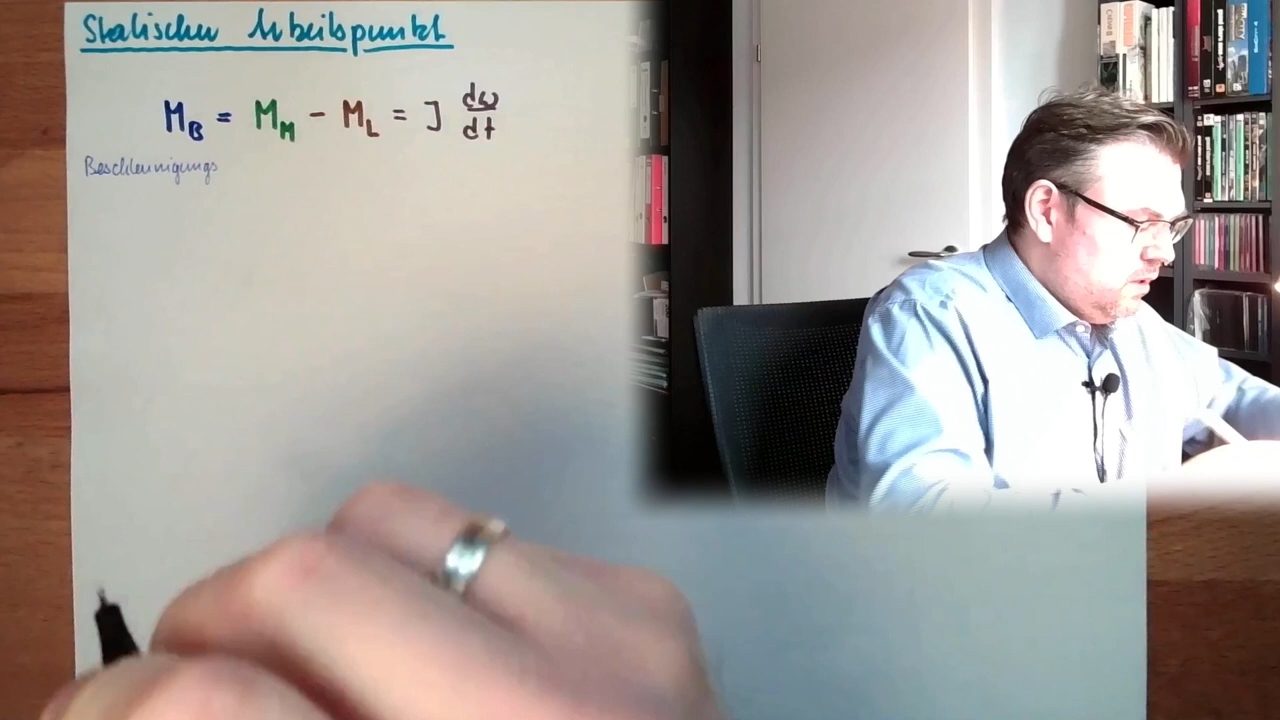 Statischer Arbeitspunkt
M_B = M_M - M_L = J dω/dt
Beschleunigungs